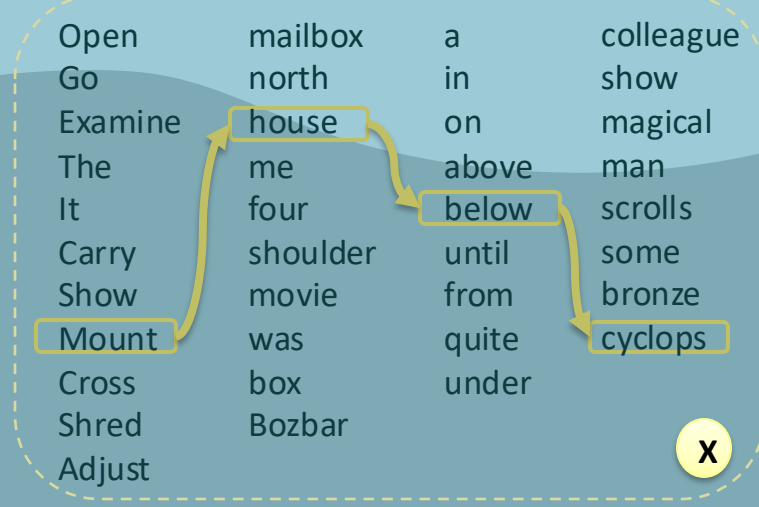 Open mailbox a colleague
Go north in show
Examine house on magical
The me above man
It four below scrolls
Carry shoulder until some
Show movie from bronze
Mount was quite cyclops
Cross box under
Shred Bozbar
Adjust
X